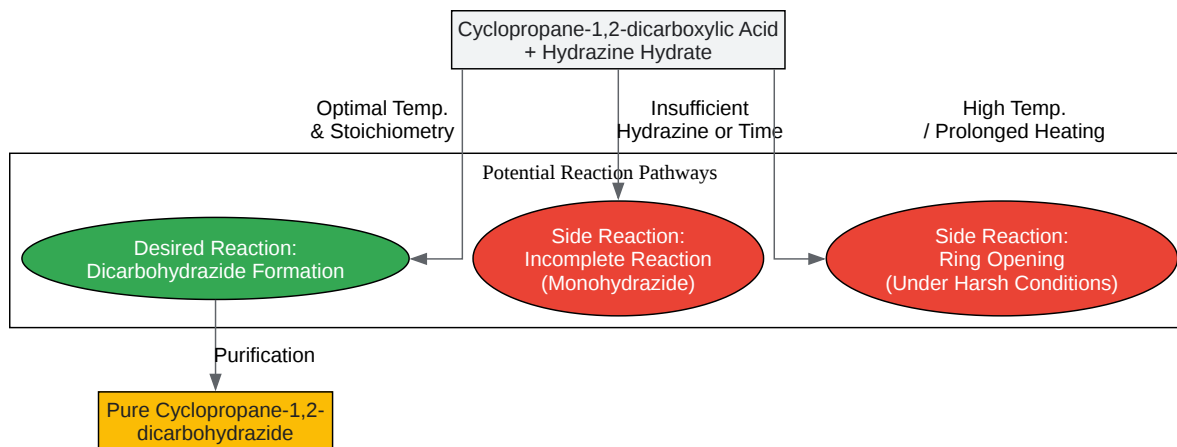 Cyclopropane-1,2-dicarboxylic Acid
+ Hydrazine Hydrate
Optimal Temp.
& Stoichiometry
Insufficient
Hydrazine or Time
High Temp.
/ Prolonged Heating
Potential Reaction Pathways
Desired Reaction:
Dicarbohydrazide Formation
Side Reaction:
Incomplete Reaction
(Monohydrazide)
Side Reaction:
Ring Opening
(Under Harsh Conditions)
Purification
Pure Cyclopropane-1,2-
dicarbohydrazide